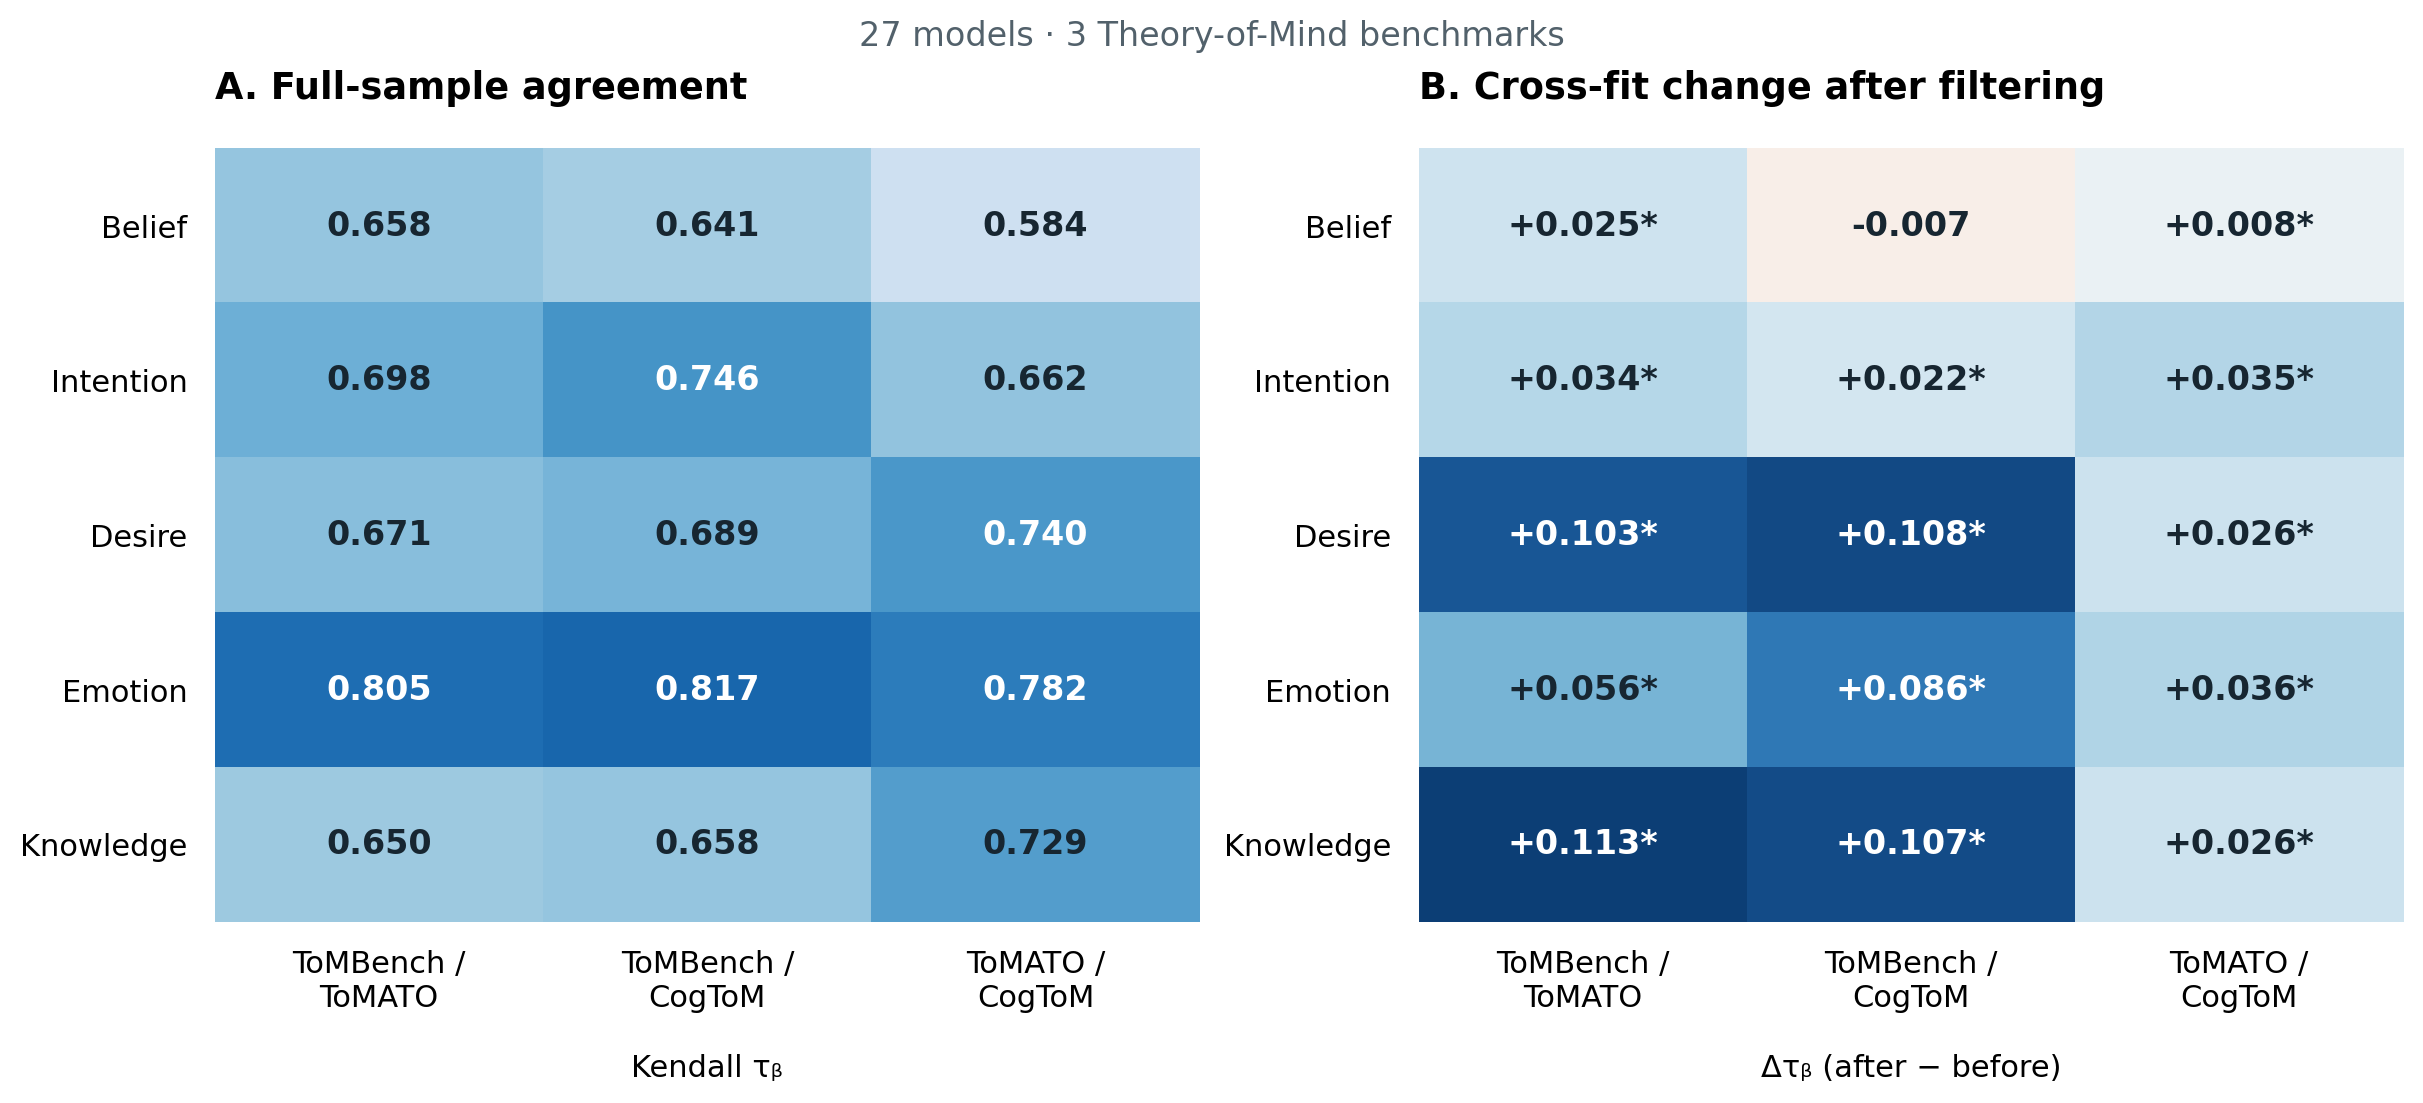 27 models · 3 Theory-of-Mind benchmarks
A. Full-sample agreement
Belief 0.658 0.641 0.584
Intention 0.698 0.746 0.662
Desire 0.671 0.689 0.740
Emotion 0.805 0.817 0.782
Knowledge 0.650 0.658 0.729
ToMBench / ToMATO /
ToMBench / CogToM
ToMATO / CogToM
Kendall τᵦ
B. Cross-fit change after filtering
Belief +0.025* -0.007 +0.008*
Intention +0.034* +0.022* +0.035*
Desire +0.103* +0.108* +0.026*
Emotion +0.056* +0.086* +0.036*
Knowledge +0.113* +0.107* +0.026*
ToMBench / ToMBench / ToMATO /
ToMATO CogToM CogToM
Δτᵦ (after − before)